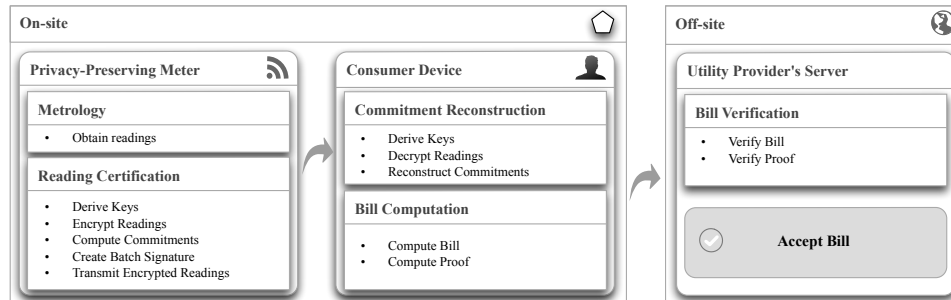 On-site
Privacy-Preserving Meter
Metrology
• Obtain readings
Reading Certification
• Derive Keys
• Encrypt Readings
• Compute Commitments
• Create Batch Signature
• Transmit Encrypted Readings
Consumer Device
Commitment Reconstruction
• Derive Keys
• Decrypt Readings
• Reconstruct Commitments
Bill Computation
• Compute Bill
• Compute Proof
Off-site
Utility Provider's Server
Bill Verification
• Verify Bill
• Verify Proof
Accept Bill